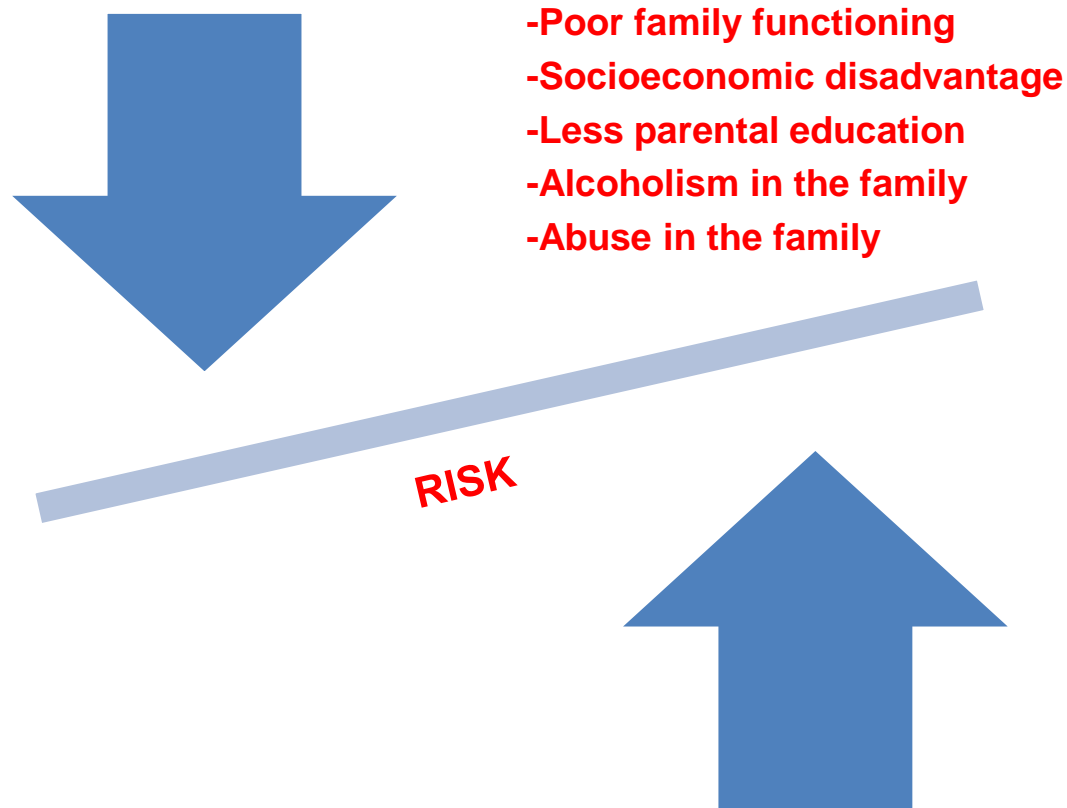 -Poor family functioning
-Socioeconomic disadvantage
-Less parental education
-Alcoholism in the family
-Abuse in the family
RISK